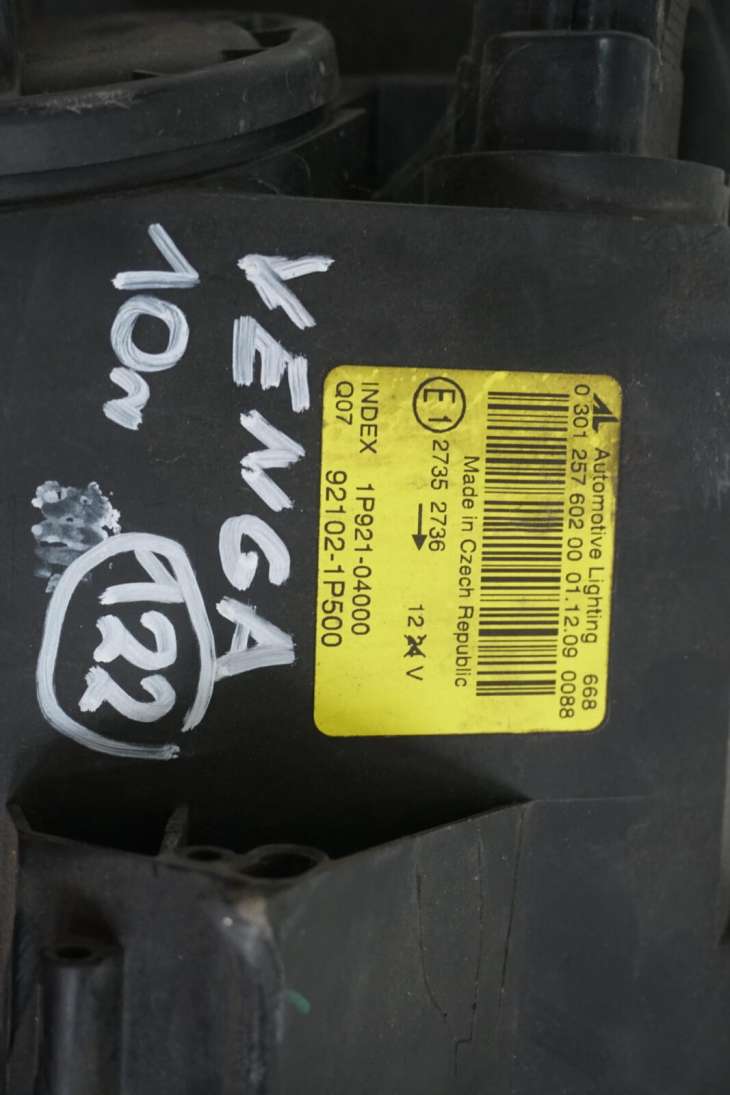 Automotive Lighting 668
0 301 257 602 00 01.12.09 0088
Made in Czech Republic
E1 2735 2736 → 12 V
INDEX 1P921-04000
Q07 92102-1P500
VENGA
10~
122